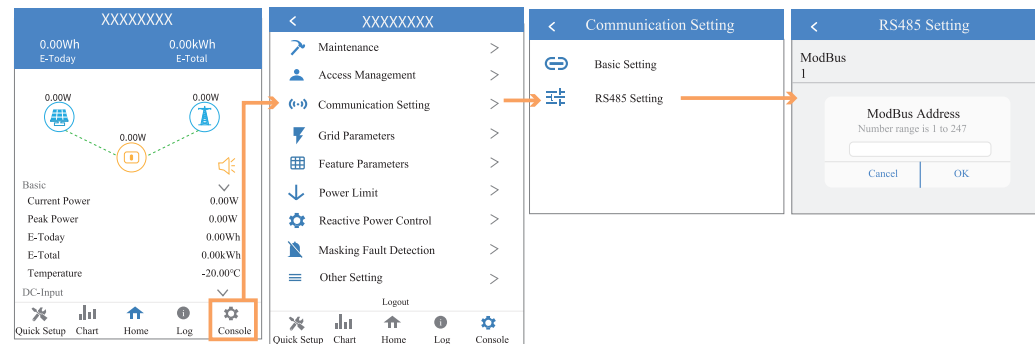 XXXXXXXX
0.00Wh 0.00kWh
E-Today E-Total
0.00W 0.00W
0.00W
Basic
Current Power 0.00W
Peak Power 0.00W
E-Today 0.00Wh
E-Total 0.00kWh
Temperature -20.00°C
DC-Input
Quick Setup Chart Home Log Console
XXXXXXXX
Maintenance
Access Management
Communication Setting
Grid Parameters
Feature Parameters
Power Limit
Reactive Power Control
Masking Fault Detection
Other Setting
Logout
Quick Setup Chart Home Log Console
Communication Setting
Basic Setting
RS485 Setting
RS485 Setting
ModBus
1
ModBus Address
Number range is 1 to 247
Cancel OK